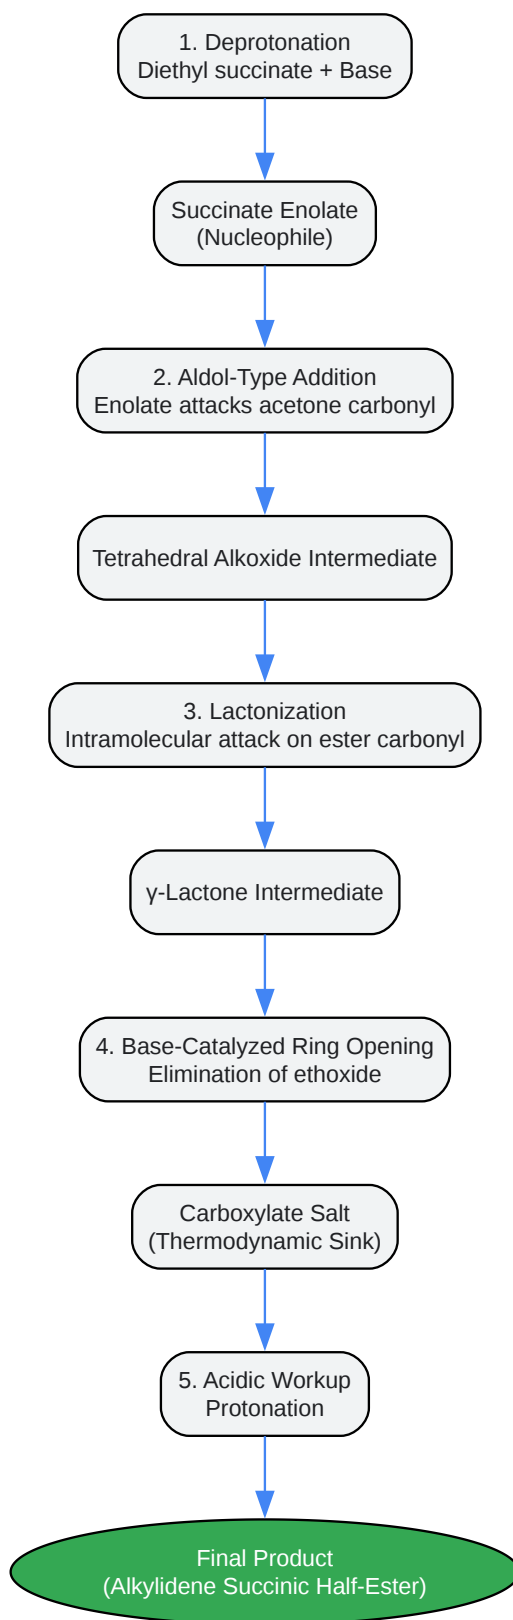 1. Deprotonation
Diethyl succinate + Base
Succinate Enolate
(Nucleophile)
2. Aldol-Type Addition
Enolate attacks acetone carbonyl
Tetrahedral Alkoxide Intermediate
3. Lactonization
Intramolecular attack on ester carbonyl
γ-Lactone Intermediate
4. Base-Catalyzed Ring Opening
Elimination of ethoxide
Carboxylate Salt
(Thermodynamic Sink)
5. Acidic Workup
Protonation
Final Product
(Alkylidene Succinic Half-Ester)